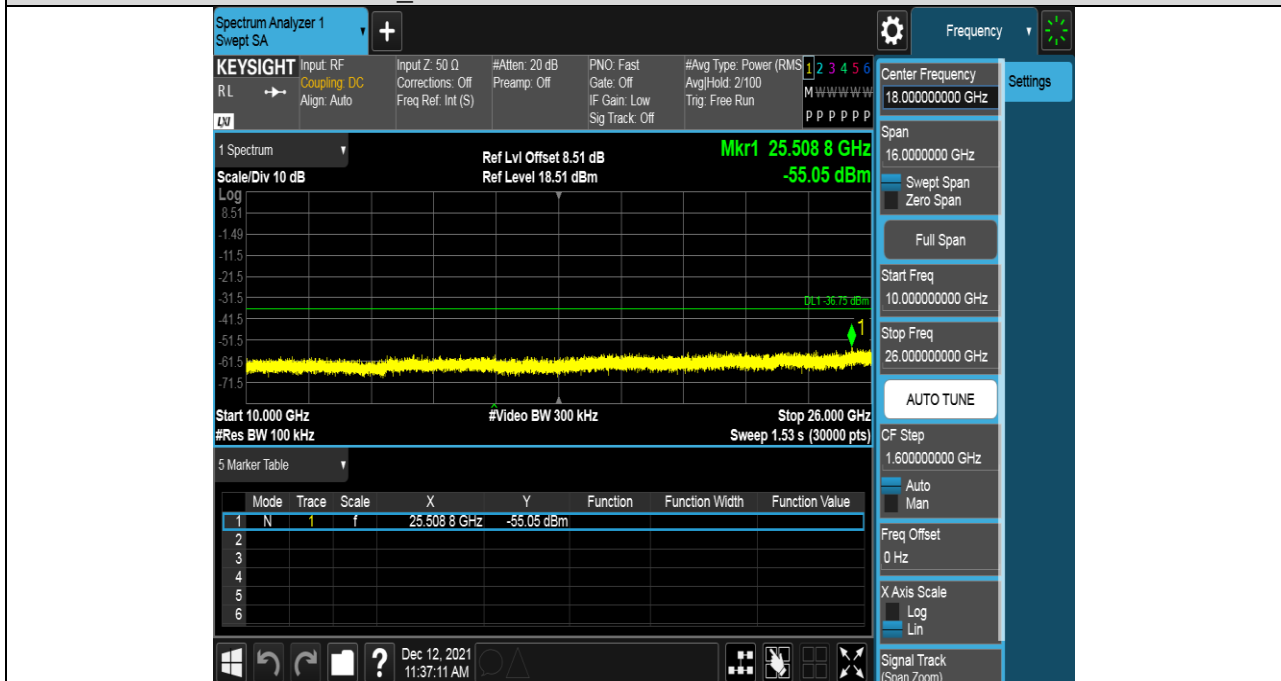 Spectrum Analyzer 1
Swept SA
+
Frequency
KEYSIGHT
RL
LXI
Input: RF
Coupling: DC
Align: Auto
Input Z: 50 Ω
Corrections: Off
Freq Ref: Int (S)
#Atten: 20 dB
Preamp: Off
PNO: Fast
Gate: Off
IF Gain: Low
Sig Track: Off
#Avg Type: Power (RMS
Avg|Hold: 2/100
Trig: Free Run
1 2 3 4 5 6
M W W W W W
P P P P P P
Center Frequency
18.000000000 GHz
Settings
Span
16.0000000 GHz
Swept Span
Zero Span
Full Span
Start Freq
10.000000000 GHz
Stop Freq
26.000000000 GHz
AUTO TUNE
CF Step
1.600000000 GHz
Auto
Man
Freq Offset
0 Hz
X Axis Scale
Log
Lin
Signal Track
(Span Zoom)
1 Spectrum
Scale/Div 10 dB
Ref Lvl Offset 8.51 dB
Ref Level 18.51 dBm
Mkr1 25.508 8 GHz
-55.05 dBm
Log
8.51
-1.49
-11.5
-21.5
-31.5
DL1 -36.75 dBm
-41.5
1
-51.5
-61.5
-71.5
Start 10.000 GHz
#Video BW 300 kHz
Stop 26.000 GHz
#Res BW 100 kHz
Sweep 1.53 s (30000 pts)
5 Marker Table
Mode Trace Scale X Y Function Function Width Function Value
1 N 1 f 25.508 8 GHz -55.05 dBm
2
3
4
5
6
?
Dec 12, 2021
11:37:11 AM